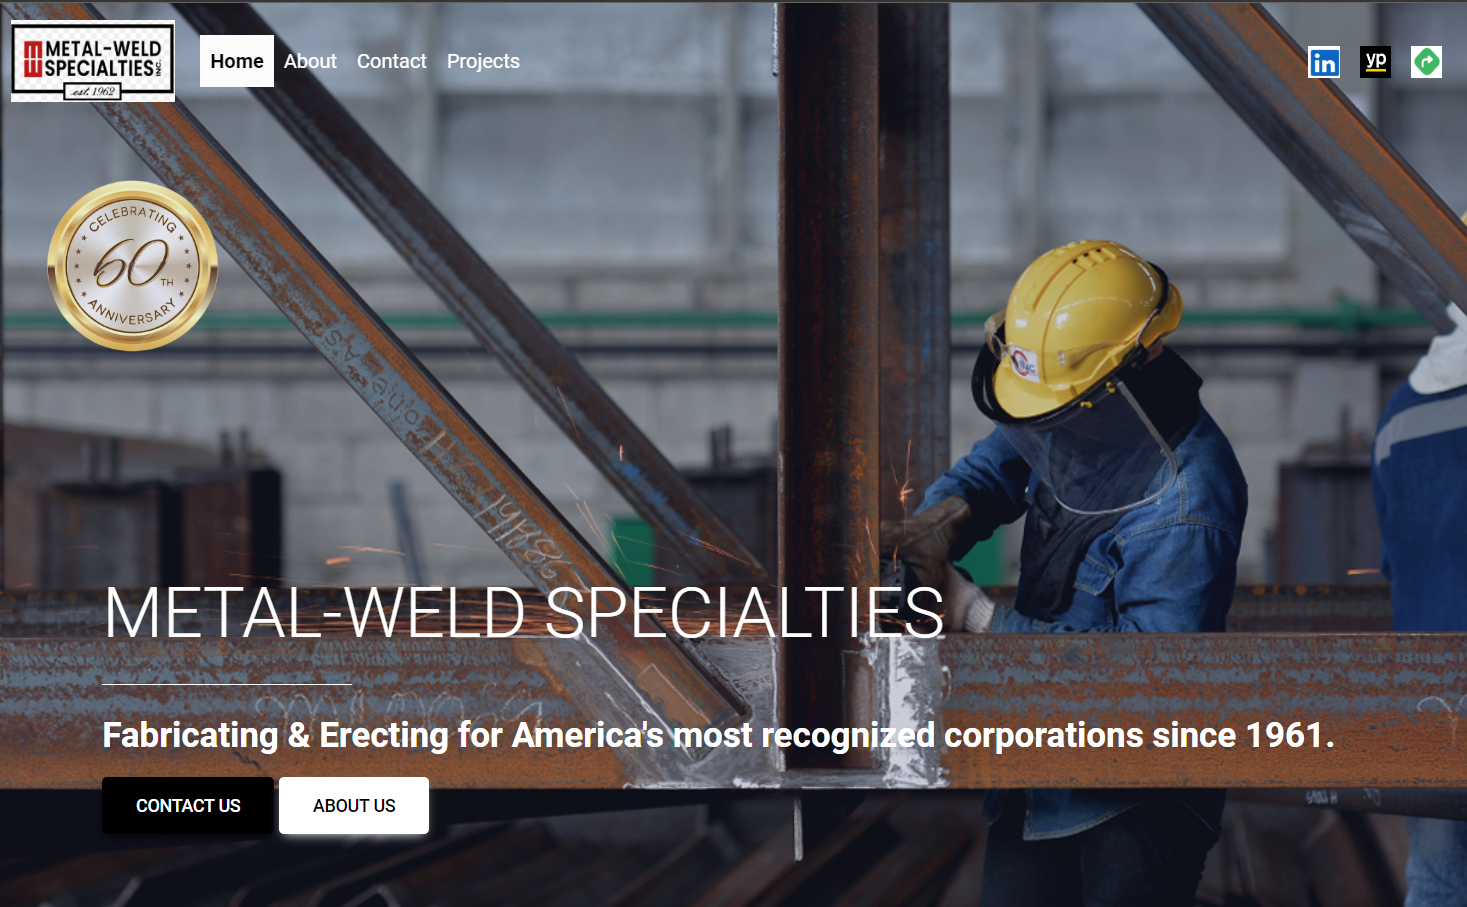 METAL-WELD
SPECIALTIES INC.
est. 1962
Home About Contact Projects
in
yp
CELEBRATING
60TH
ANNIVERSARY
METAL-WELD SPECIALTIES
Fabricating & Erecting for America's most recognized corporations since 1961.
CONTACT US ABOUT US